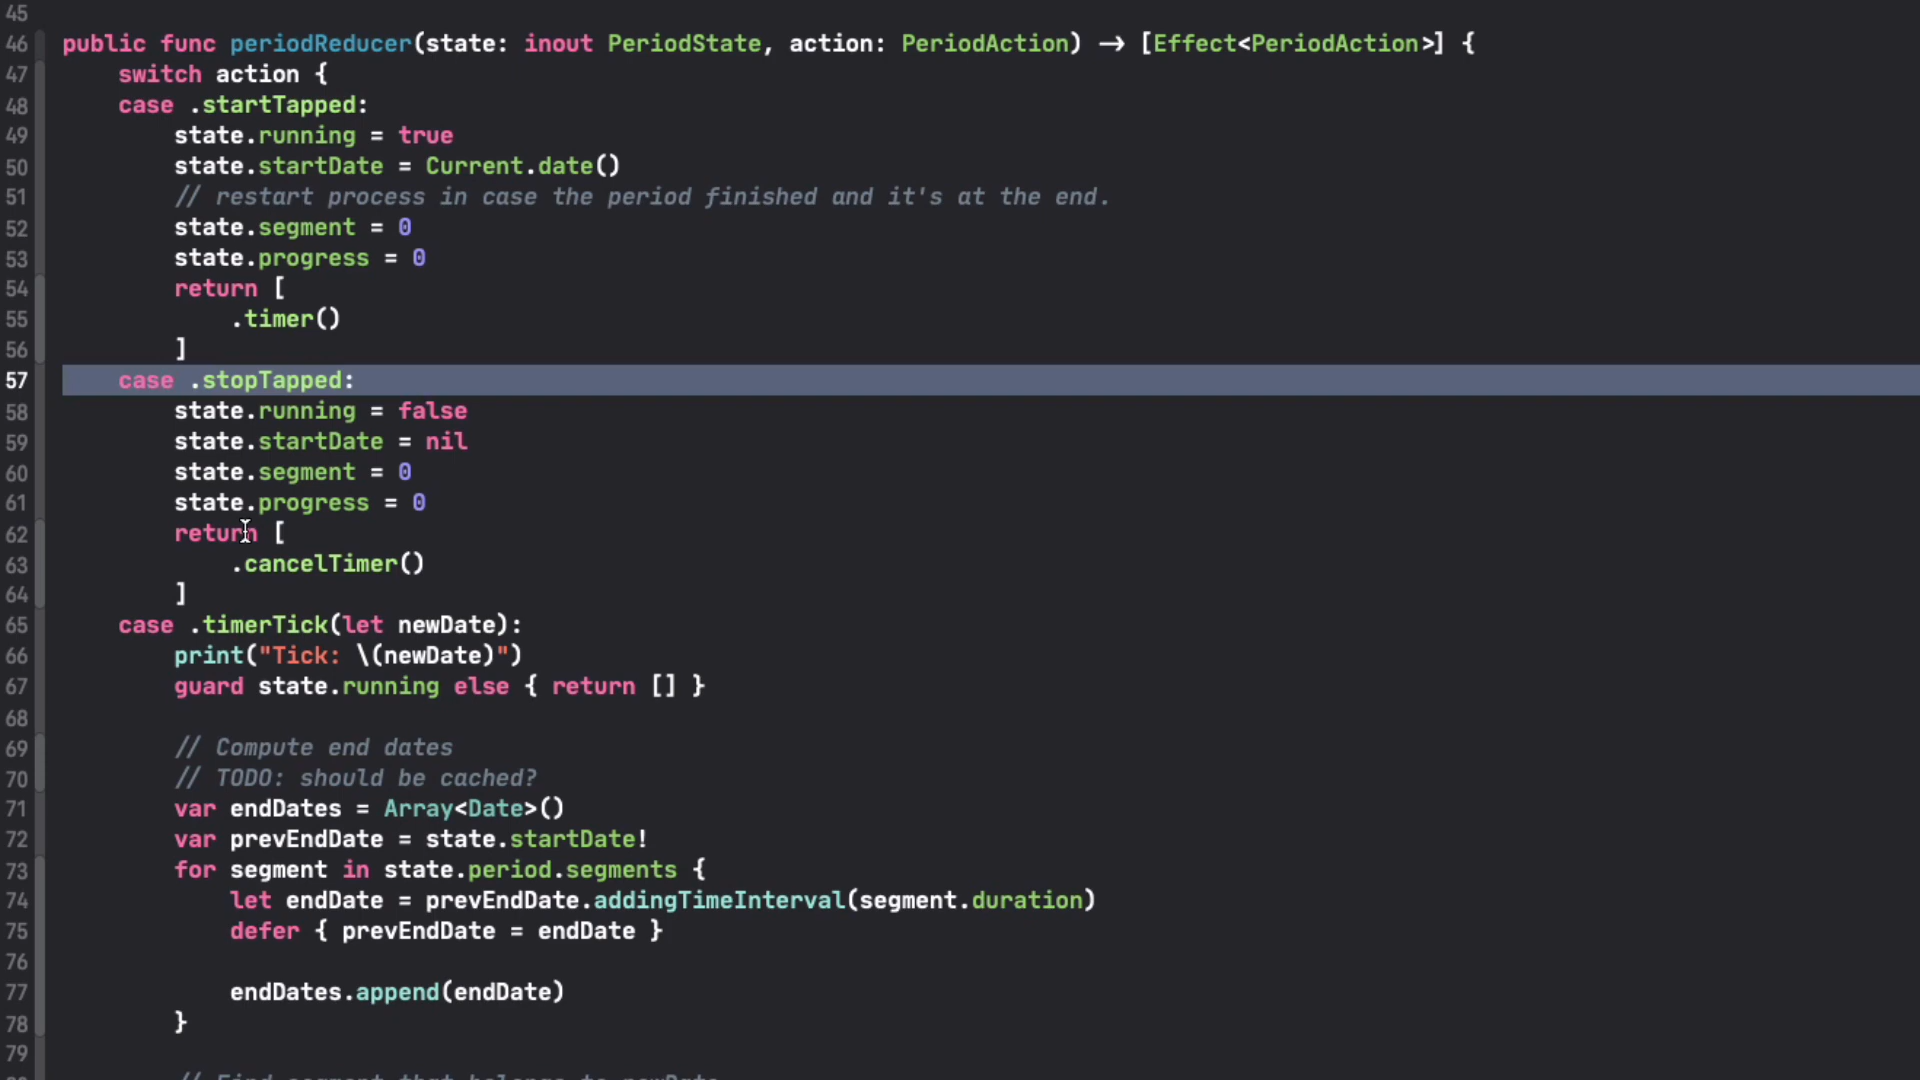 45
46 public func periodReducer(state: inout PeriodState, action: PeriodAction) -> [Effect<PeriodAction>] {
47     switch action {
48     case .startTapped:
49         state.running = true
50         state.startDate = Current.date()
51         // restart process in case the period finished and it's at the end.
52         state.segment = 0
53         state.progress = 0
54         return [
55             .timer()
56         ]
57     case .stopTapped:
58         state.running = false
59         state.startDate = nil
60         state.segment = 0
61         state.progress = 0
62         return [
63             .cancelTimer()
64         ]
65     case .timerTick(let newDate):
66         print("Tick: \(newDate)")
67         guard state.running else { return [] }
68
69         // Compute end dates
70         // TODO: should be cached?
71         var endDates = Array<Date>()
72         var prevEndDate = state.startDate!
73         for segment in state.period.segments {
74             let endDate = prevEndDate.addingTimeInterval(segment.duration)
75             defer { prevEndDate = endDate }
76
77             endDates.append(endDate)
78         }
79
// Find segment that belongs to newDate